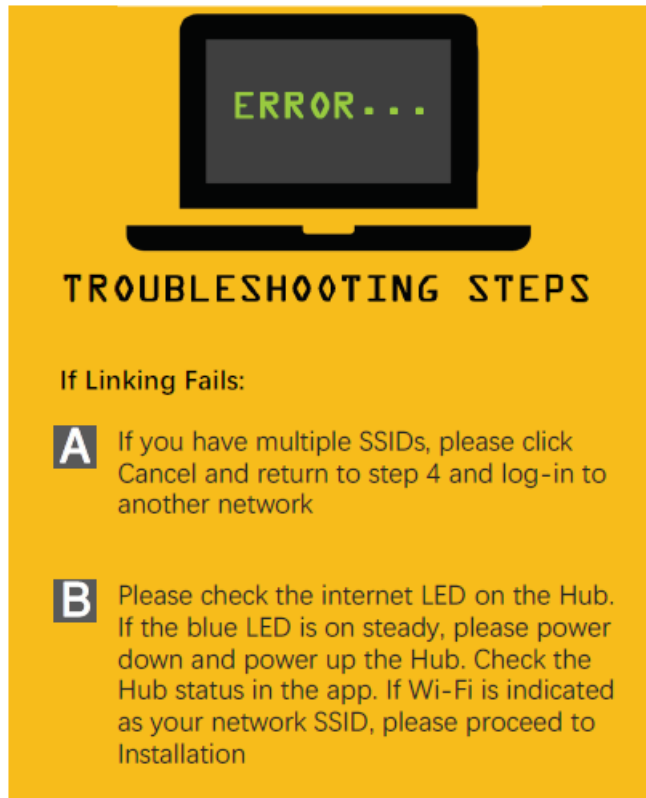 ERROR...
TROUBLESHOOTING STEPS
If Linking Fails:
A
If you have multiple SSIDs, please click
Cancel and return to step 4 and log-in to
another network
B
Please check the internet LED on the Hub.
If the blue LED is on steady, please power
down and power up the Hub. Check the
Hub status in the app. If Wi-Fi is indicated
as your network SSID, please proceed to
Installation